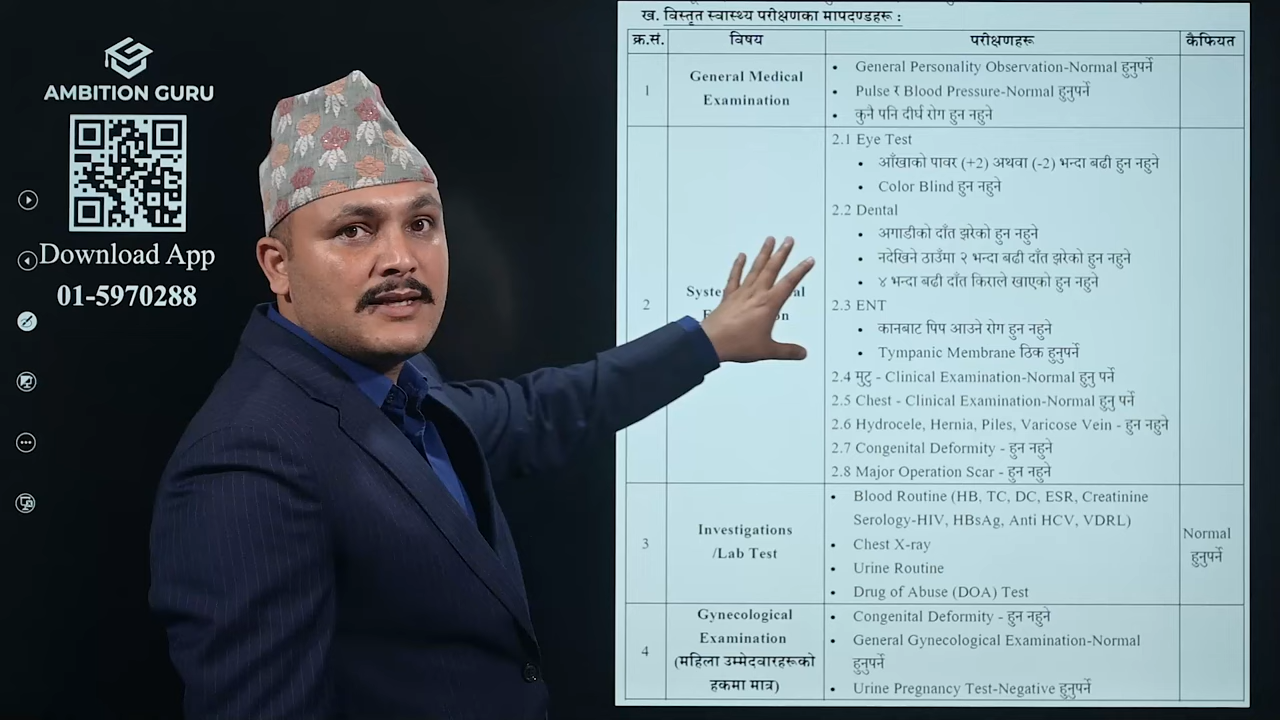 AMBITION GURU
Download App
01-5970288
ख. विस्तृत स्वास्थ्य परीक्षणका मापदण्डहरू :
क्र.सं. विषय परीक्षणहरू कैफियत
1
General Medical
Examination
• General Personality Observation-Normal हुनुपर्ने
• Pulse र Blood Pressure-Normal हुनुपर्ने
• कुनै पनि दीर्घ रोग हुन नहुने
2
2.1 Eye Test
• आँखाको पावर (+2) अथवा (-2) भन्दा बढी हुन नहुने
• Color Blind हुन नहुने
2.2 Dental
• अगाडीको दाँत झरेको हुन नहुने
• नदेखिने ठाउँमा २ भन्दा बढी दाँत झरेको हुन नहुने
• ४ भन्दा बढी दाँत किराले खाएको हुन नहुने
2.3 ENT
• कानबाट पिप आउने रोग हुन नहुने
• Tympanic Membrane ठिक हुनुपर्ने
2.4 मुटु - Clinical Examination-Normal हुनु पर्ने
2.5 Chest - Clinical Examination-Normal हुनु पर्ने
2.6 Hydrocele, Hernia, Piles, Varicose Vein - हुन नहुने
2.7 Congenital Deformity - हुन नहुने
2.8 Major Operation Scar - हुन नहुने
3
Investigations
/Lab Test
• Blood Routine (HB, TC, DC, ESR, Creatinine
Serology-HIV, HBsAg, Anti HCV, VDRL)
• Chest X-ray
• Urine Routine
• Drug of Abuse (DOA) Test
Normal
हुनुपर्ने
4
Gynecological
Examination
(महिला उम्मेदवारहरूको
हकमा मात्र)
• Congenital Deformity - हुन नहुने
• General Gynecological Examination-Normal
हुनुपर्ने
• Urine Pregnancy Test-Negative हुनुपर्ने